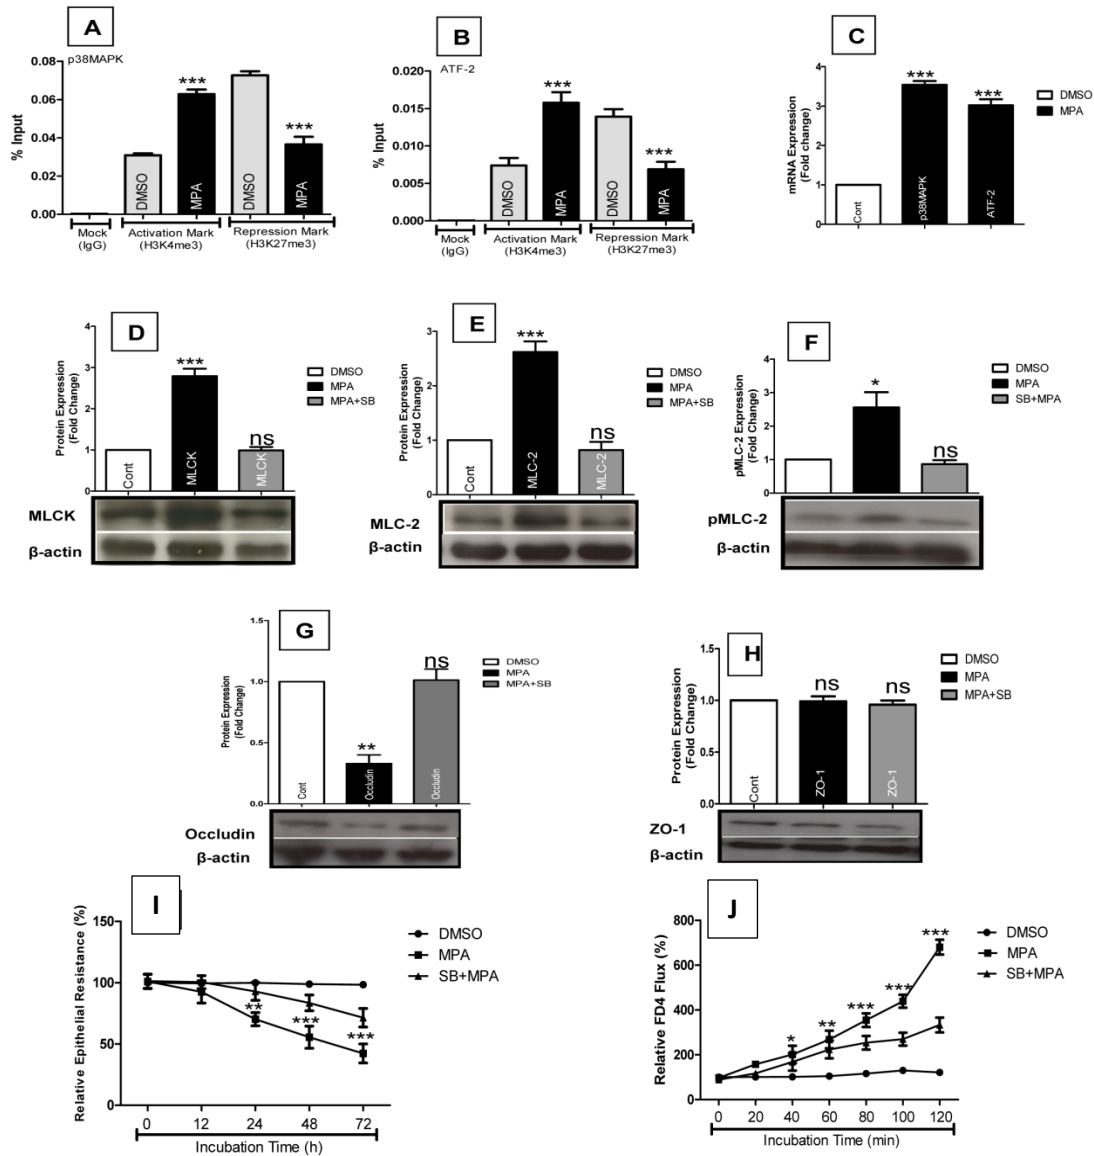 A
p38MAPK
% Input
0.08
0.06
0.04
0.02
0.00
***
***
DMSO
MPA
DMSO
MPA
Mock
(IgG)
Activation Mark
(H3K4me3)
Repression Mark
(H3K27me3)
B
ATF-2
% Input
0.020
0.015
0.010
0.005
0.000
***
***
DMSO
MPA
DMSO
MPA
Mock
(IgG)
Activation Mark
(H3K4me3)
Repression Mark
(H3K27me3)
C
mRNA Expression
(Fold change)
4
3
2
1
0
***
***
Cont
p38MAPK
ATF-2
DMSO
MPA
D
Protein Expression
(Fold Change)
4
3
2
1
0
***
ns
Cont
MLCK
MLCK
DMSO
MPA
MPA+SB
MLCK
β-actin
E
Protein Expression
(Fold Change)
3
2
1
0
***
ns
Cont
MLC-2
MLC-2
DMSO
MPA
MPA+SB
MLC-2
β-actin
F
pMLC-2 Expression
(Fold Change)
4
3
2
1
0
*
ns
DMSO
MPA
SB+MPA
pMLC-2
β-actin
G
Protein Expression
(Fold Change)
1.5
1.0
0.5
0.0
**
ns
Cont
Occludin
Occludin
DMSO
MPA
MPA+SB
Occludin
β-actin
H
Protein Expression
(Fold Change)
1.5
1.0
0.5
0.0
ns
ns
Cont
ZO-1
ZO-1
DMSO
MPA
MPA+SB
ZO-1
β-actin
I
Relative Epithelial Resistance (%)
150
100
50
0
**
***
***
0 12 24 48 72
Incubation Time (h)
DMSO
MPA
SB+MPA
J
Relative FD4 Flux (%)
800
600
400
200
0
*
**
***
***
***
0 20 40 60 80 100 120
Incubation Time (min)
DMSO
MPA
SB+MPA